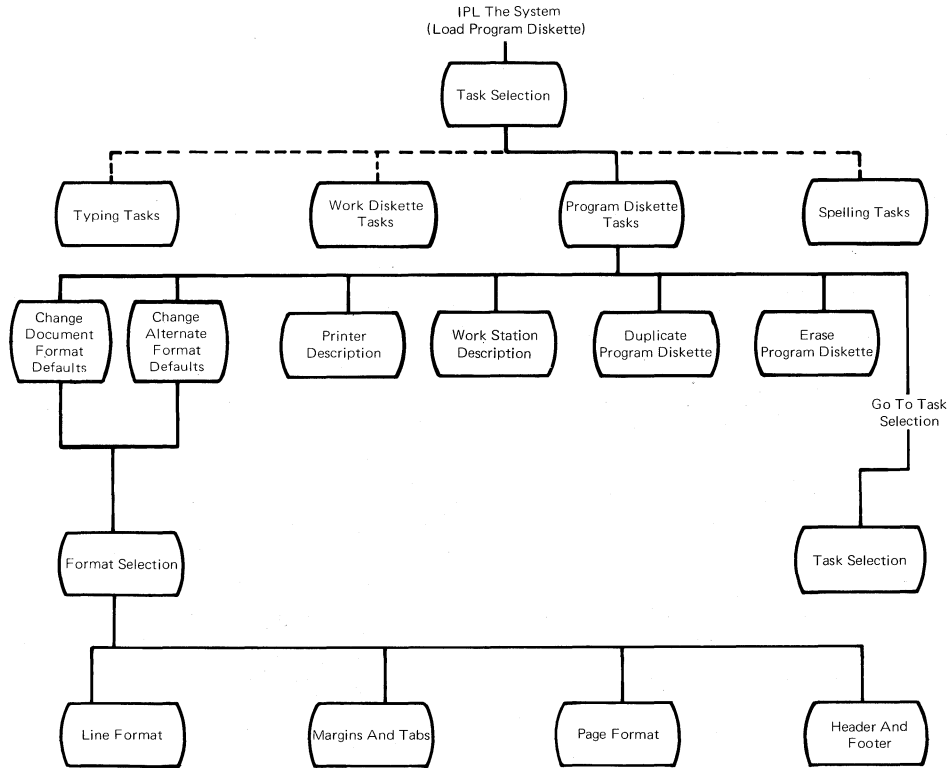 IPL The System
(Load Program Diskette)
Task Selection
Typing Tasks
Work Diskette
Tasks
Program Diskette
Tasks
Spelling Tasks
Change
Document
Format
Defaults
Change
Alternate
Format
Defaults
Printer
Description
Work Station
Description
Duplicate
Program Diskette
Erase
Program Diskette
Go To Task
Selection
Format Selection
Task Selection
Line Format
Margins And Tabs
Page Format
Header And
Footer